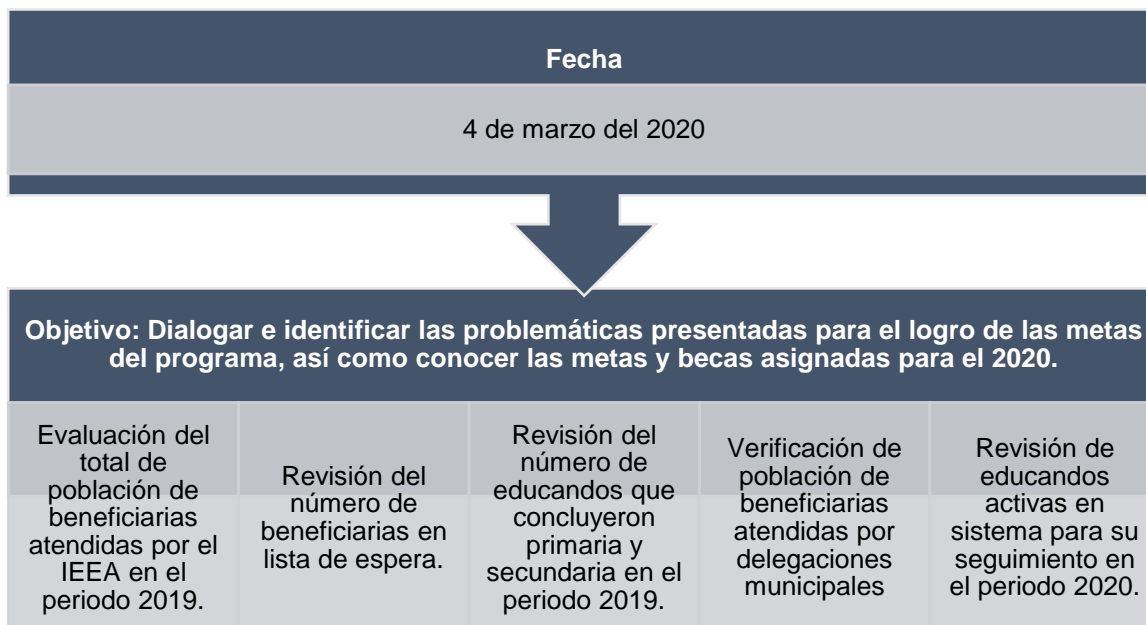 Fecha
4 de marzo del 2020
Objetivo: Dialogar e identificar las problemáticas presentadas para el logro de las metas
del programa, así como conocer las metas y becas asignadas para el 2020.
Evaluación del
total de
población de
beneficiarias
atendidas por el
IEEA en el
periodo 2019.
Revisión del
número de
beneficiarias en
lista de espera.
Revisión del
número de
educandos que
concluyeron
primaria y
secundaria en el
periodo 2019.
Verificación de
población de
beneficiarias
atendidas por
delegaciones
municipales
Revisión de
educandos
activas en
sistema para su
seguimiento en
el periodo 2020.